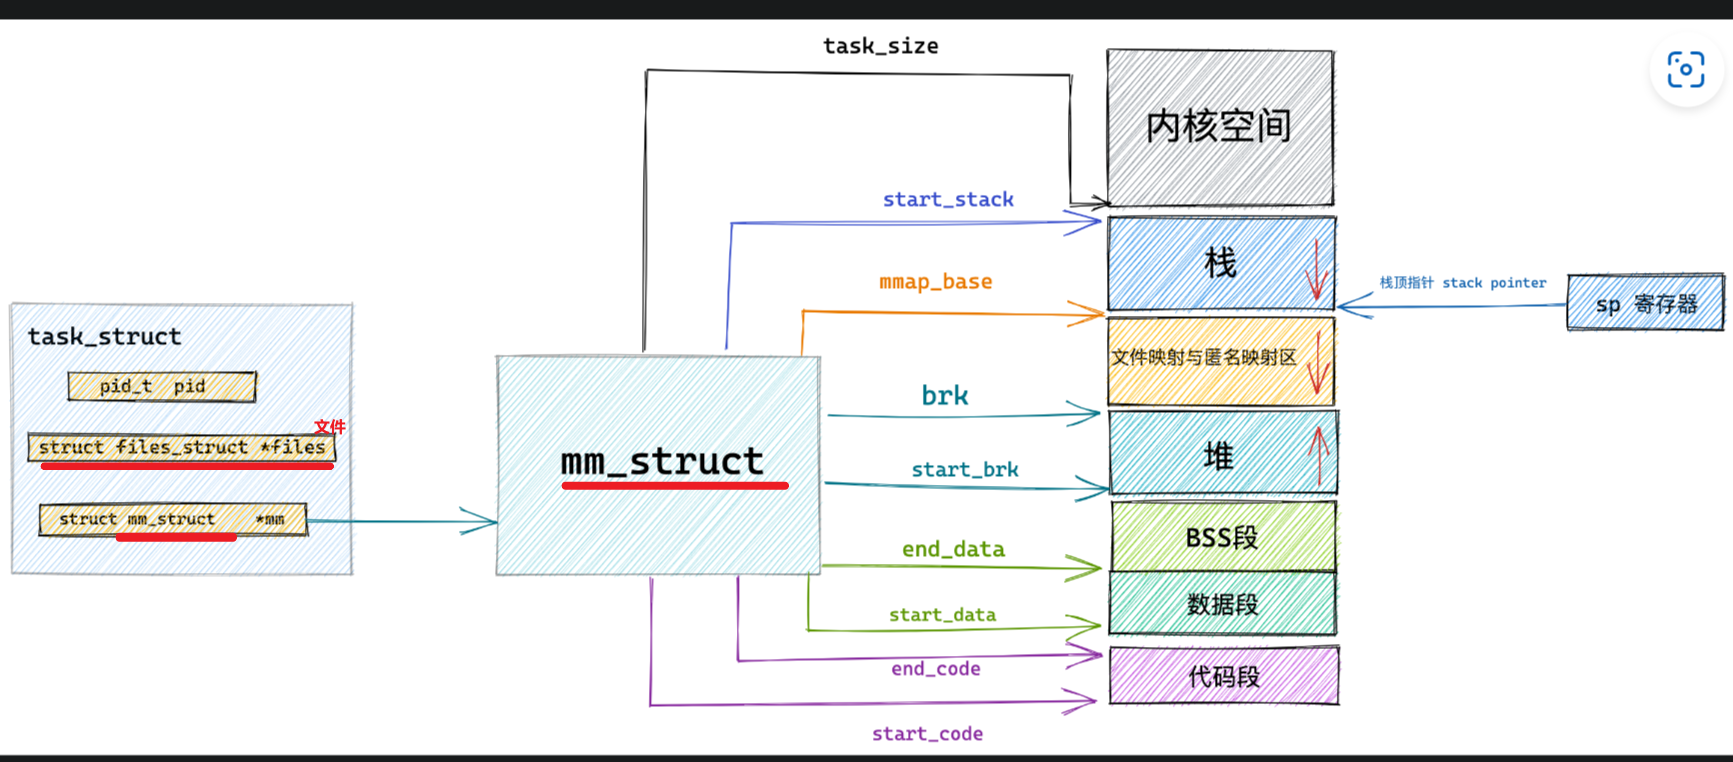 task_size
内核空间
start_stack
栈
mmap_base
栈顶指针 stack pointer
sp 寄存器
文件映射与匿名映射区
task_struct
pid_t pid
文件
struct files_struct *files
struct mm_struct *mm
mm_struct
brk
堆
start_brk
BSS段
end_data
数据段
start_data
end_code
代码段
start_code